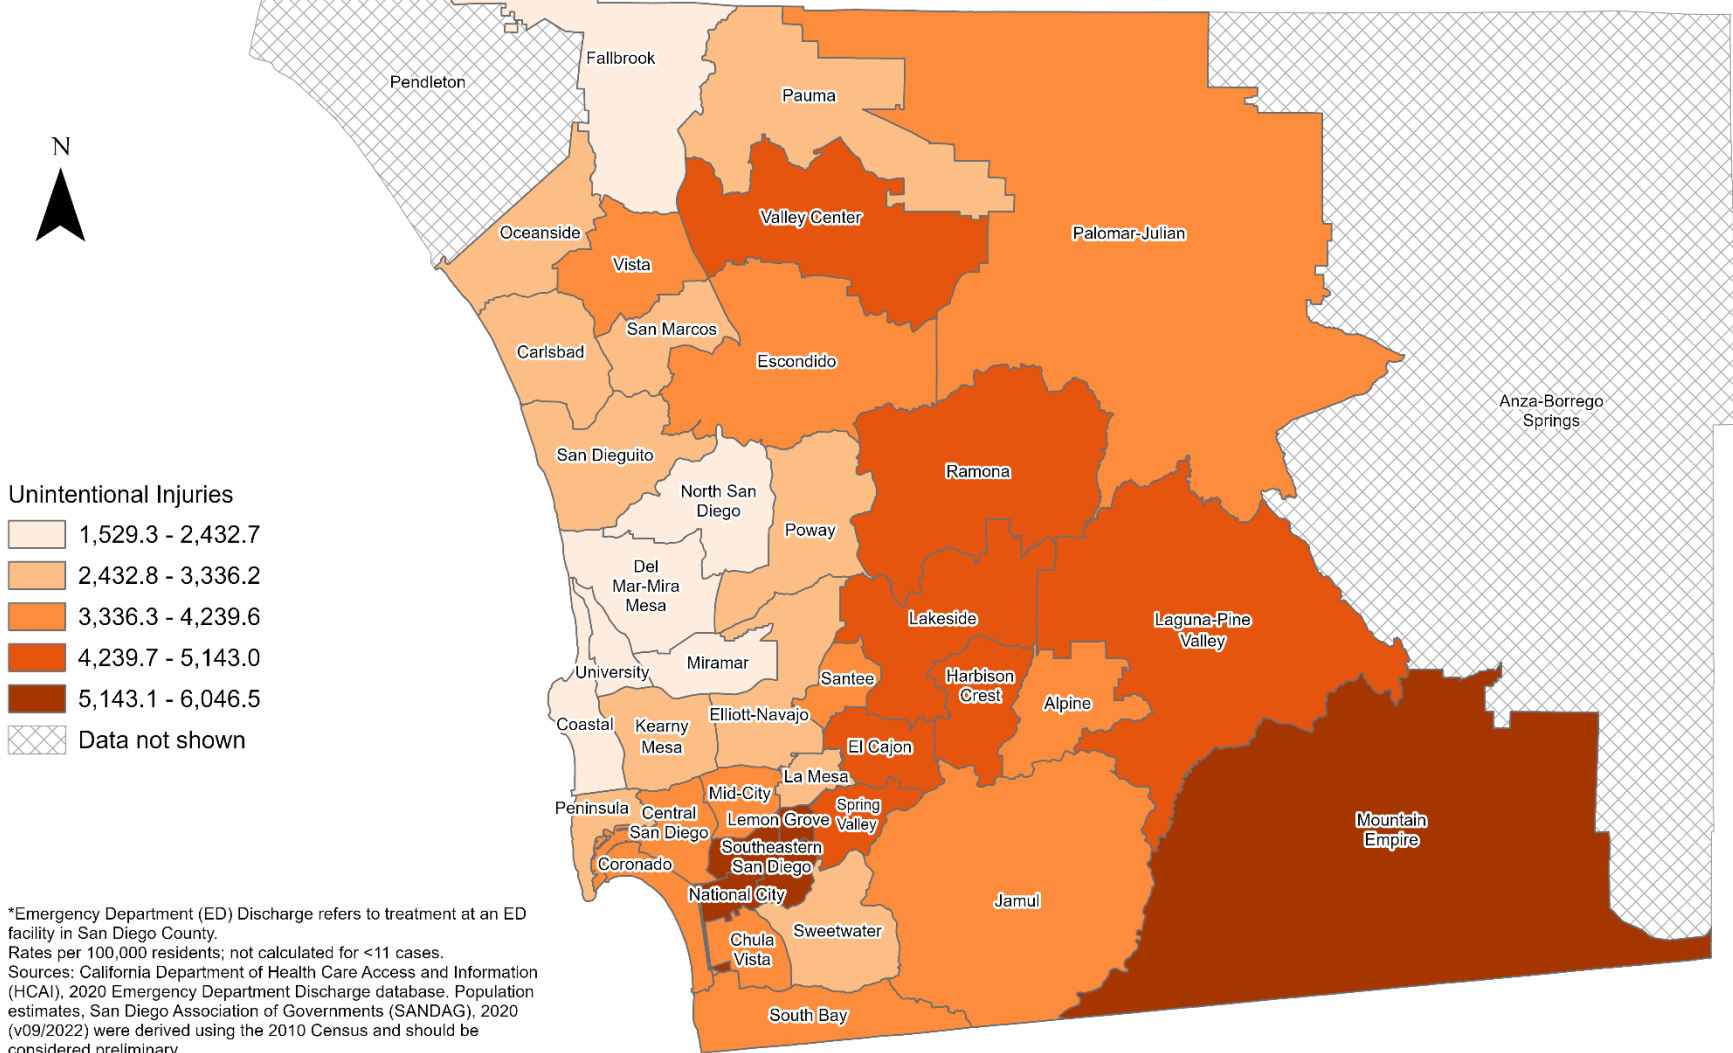 Fallbrook
Pendleton
Pauma
N
Valley Center
Oceanside
Palomar-Julian
Vista
San Marcos
Carlsbad
Escondido
Anza-Borrego
Springs
San Dieguito
Ramona
Unintentional Injuries
1,529.3 - 2,432.7
2,432.8 - 3,336.2
3,336.3 - 4,239.6
4,239.7 - 5,143.0
5,143.1 - 6,046.5
Data not shown
North San
Diego
Poway
Del
Mar-Mira
Mesa
Lakeside
Laguna-Pine
Valley
University
Miramar
Santee
Harbison
Crest
Alpine
Coastal
Kearny
Mesa
Elliott-Navajo
El Cajon
La Mesa
Mid-City
Peninsula
Central
San Diego
Lemon Grove
Spring
Valley
Mountain
Empire
Southeastern
San Diego
Coronado
National City
Jamul
Sweetwater
Chula
Vista
South Bay
*Emergency Department (ED) Discharge refers to treatment at an ED
facility in San Diego County.
Rates per 100,000 residents; not calculated for <11 cases.
Sources: California Department of Health Care Access and Information
(HCAI), 2020 Emergency Department Discharge database. Population
estimates, San Diego Association of Governments (SANDAG), 2020
(v09/2022) were derived using the 2010 Census and should be
considered preliminary.